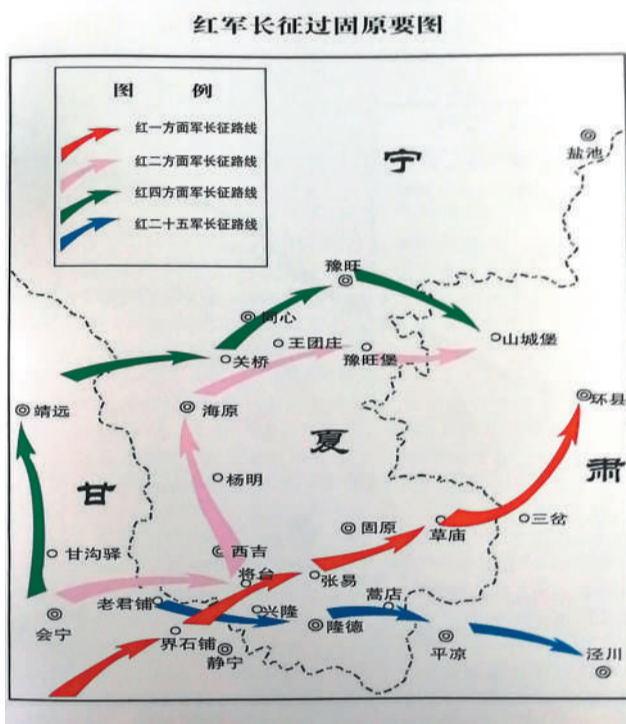 红军长征过固原要图
图 例
红一方面军长征路线
红二方面军长征路线
红四方面军长征路线
红二十五军长征路线
宁
盐池
豫旺
同心
王团庄
豫旺堡
山城堡
关桥
靖远
海原
环县
夏
肃
甘
杨明
固原
草庙
三岔
甘沟驿
西吉
将台
张易
蒿店
老君铺
兴隆
隆德
会宁
界石铺
静宁
平凉
泾川